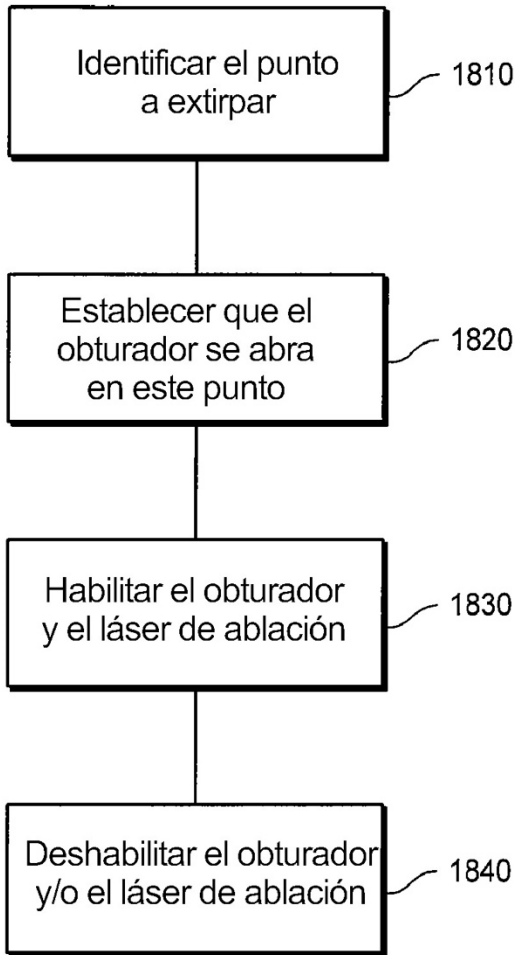 Identificar el punto
a extirpar
1810
Establecer que el
obturador se abra
en este punto
1820
Habilitar el obturador
y el láser de ablación
1830
Deshabilitar el obturador
y/o el láser de ablación
1840